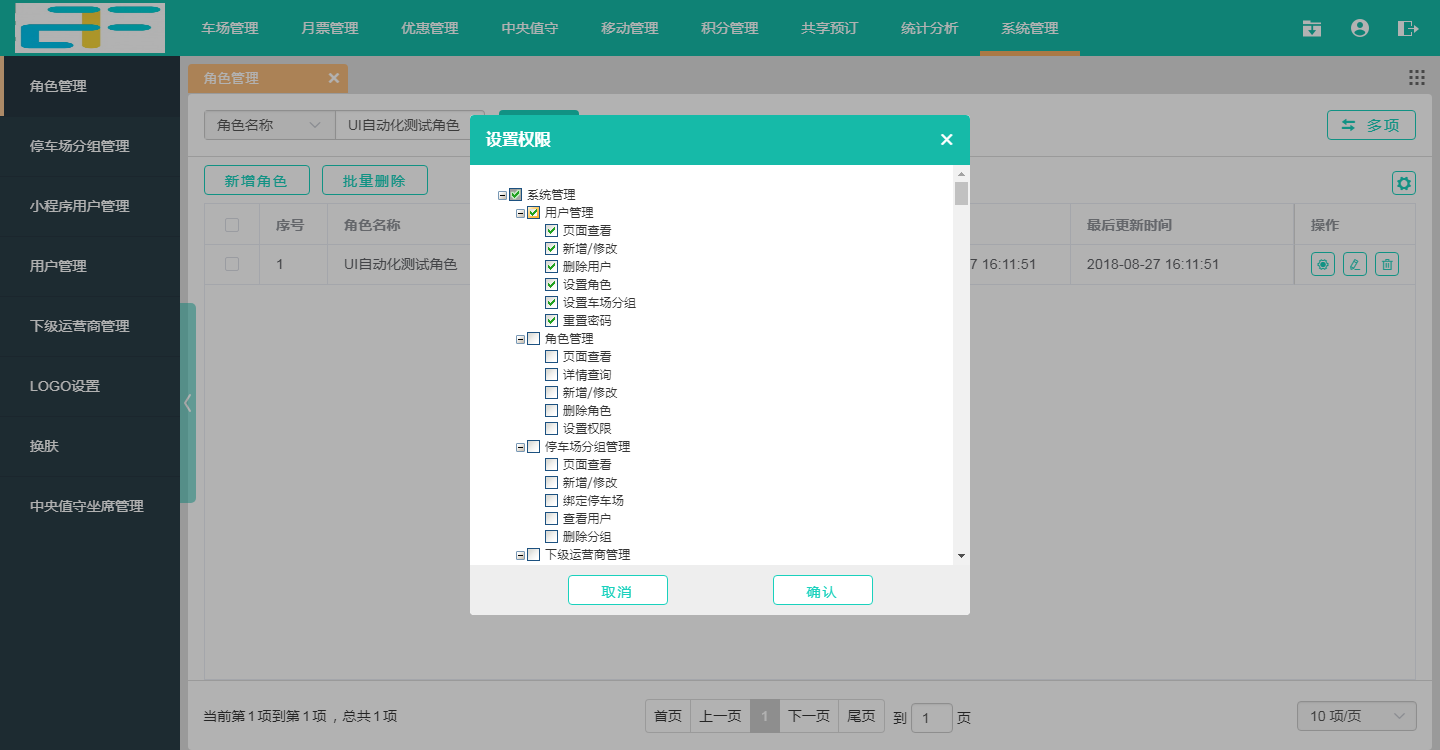 车场管理 月票管理 优惠管理 中央值守 移动管理 积分管理 共享预订 统计分析 系统管理
角色管理
停车场分组管理
小程序用户管理
用户管理
下级运营商管理
LOGO设置
换肤
中央值守坐席管理
角色管理
角色名称 UI自动化测试角色 多项
新增角色 批量删除
序号 角色名称 最后更新时间 操作
1 UI自动化测试角色 7 16:11:51 2018-08-27 16:11:51
设置权限
系统管理
用户管理
页面查看
新增/修改
删除用户
设置角色
设置车场分组
重置密码
角色管理
页面查看
详情查询
新增/修改
删除角色
设置权限
停车场分组管理
页面查看
新增/修改
绑定停车场
查看用户
删除分组
下级运营商管理
取消 确认
当前第1项到第1项，总共1项 首页 上一页 1 下一页 尾页 到 1 页 10 项/页